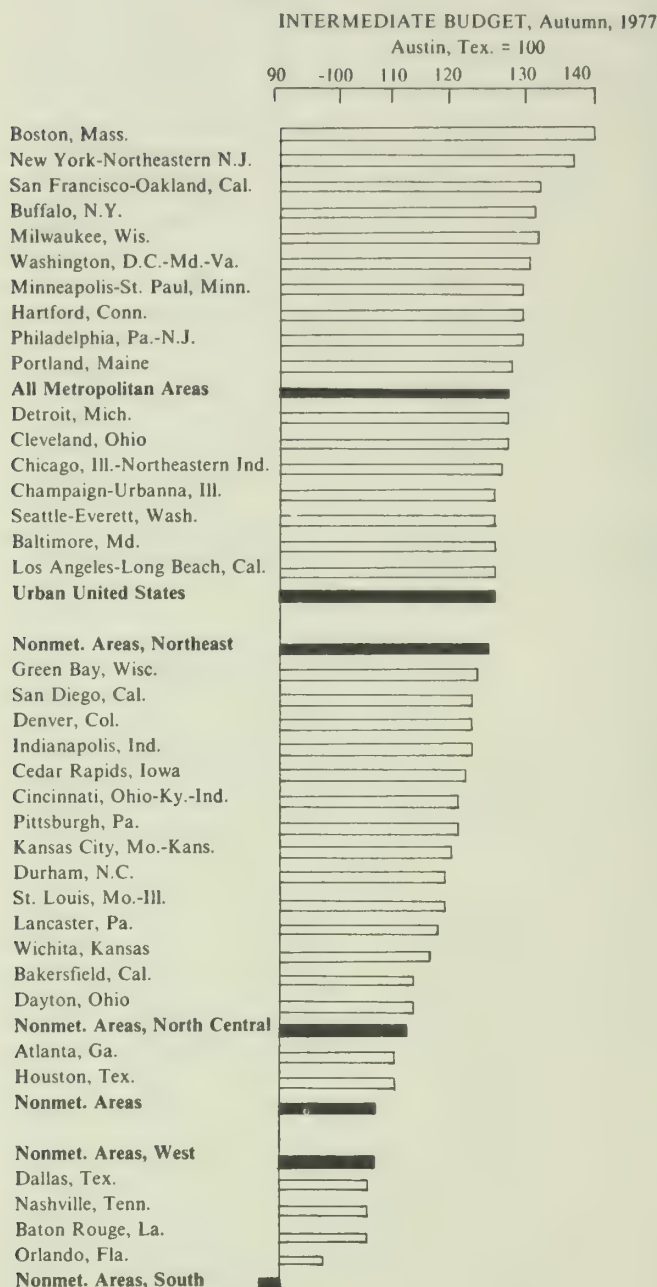 INTERMEDIATE BUDGET, Autumn, 1977
Austin, Tex. = 100
90 -100 110 120 130 140
Boston, Mass.
New York-Northeastern N.J.
San Francisco-Oakland, Cal.
Buffalo, N.Y.
Milwaukee, Wis.
Washington, D.C.-Md.-Va.
Minneapolis-St. Paul, Minn.
Hartford, Conn.
Philadelphia, Pa.-N.J.
Portland, Maine
All Metropolitan Areas
Detroit, Mich.
Cleveland, Ohio
Chicago, Ill.-Northeastern Ind.
Champaign-Urbanna, Ill.
Seattle-Everett, Wash.
Baltimore, Md.
Los Angeles-Long Beach, Cal.
Urban United States
Nonmet. Areas, Northeast
Green Bay, Wisc.
San Diego, Cal.
Denver, Col.
Indianapolis, Ind.
Cedar Rapids, Iowa
Cincinnati, Ohio-Ky.-Ind.
Pittsburgh, Pa.
Kansas City, Mo.-Kans.
Durham, N.C.
St. Louis, Mo.-Ill.
Lancaster, Pa.
Wichita, Kansas
Bakersfield, Cal.
Dayton, Ohio
Nonmet. Areas, North Central
Atlanta, Ga.
Houston, Tex.
Nonmet. Areas
Nonmet. Areas, West
Dallas, Tex.
Nashville, Tenn.
Baton Rouge, La.
Orlando, Fla.
Nonmet. Areas, South